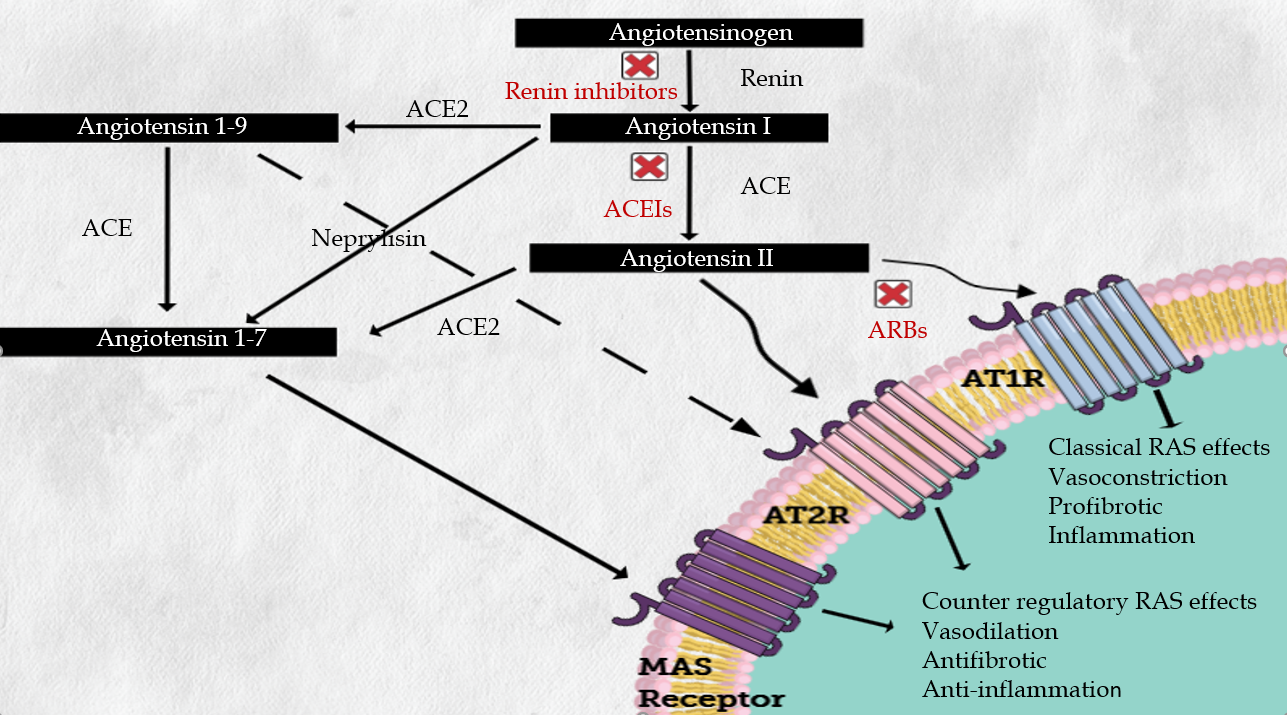 Angiotensinogen
Renin inhibitors
Renin
ACE2
Angiotensin 1-9
Angiotensin I
ACEIs
ACE
ACE
Neprylisin
Angiotensin II
ACE2
Angiotensin 1-7
ARBs
AT1R
Classical RAS effects
Vasoconstriction
Profibrotic
Inflammation
AT2R
Counter regulatory RAS effects
Vasodilation
Antifibrotic
Anti-inflammation
MAS
Receptor